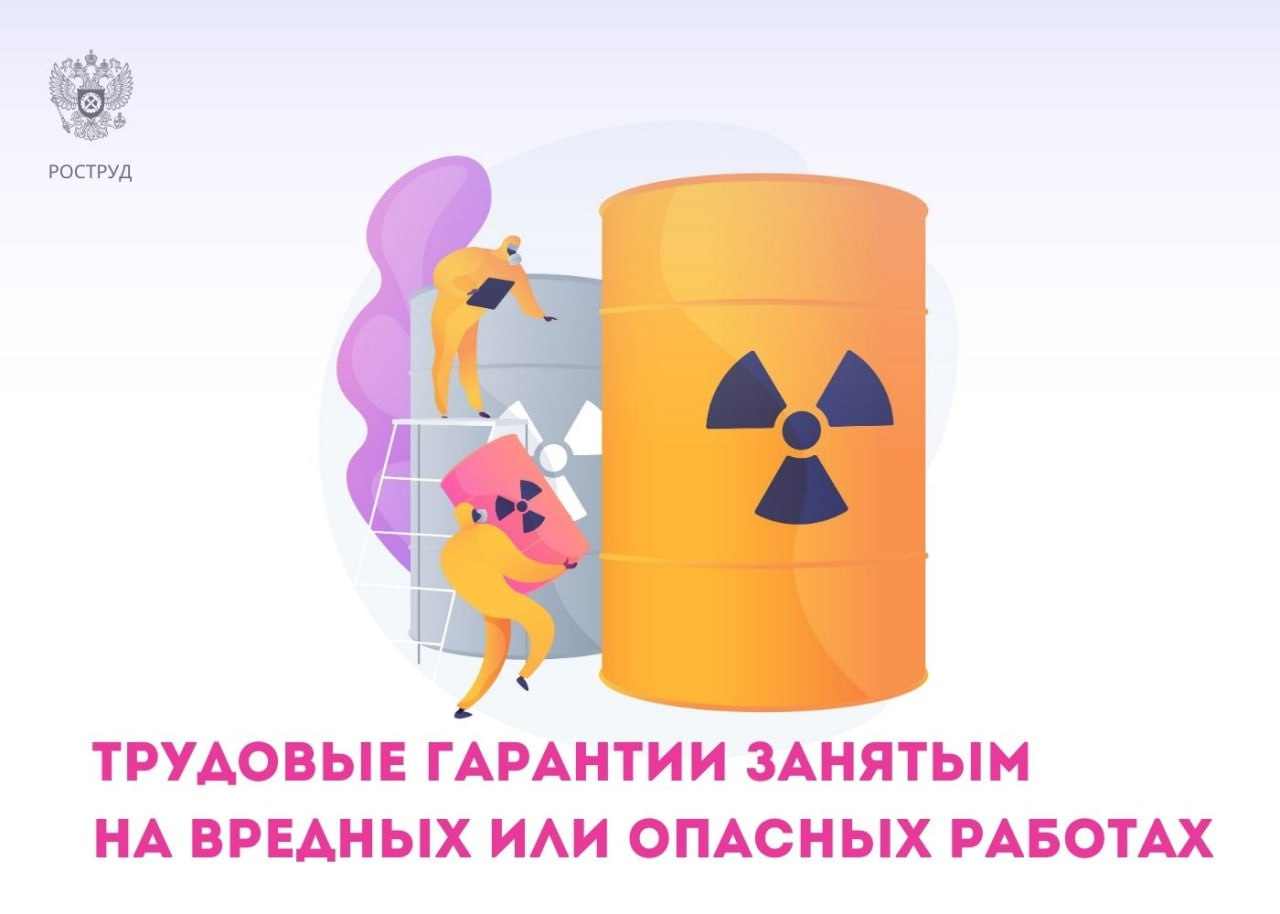 РОСТРУД
ТРУДОВЫЕ ГАРАНТИИ ЗАНЯТЫМ
НА ВРЕДНЫХ ИЛИ ОПАСНЫХ РАБОТАХ